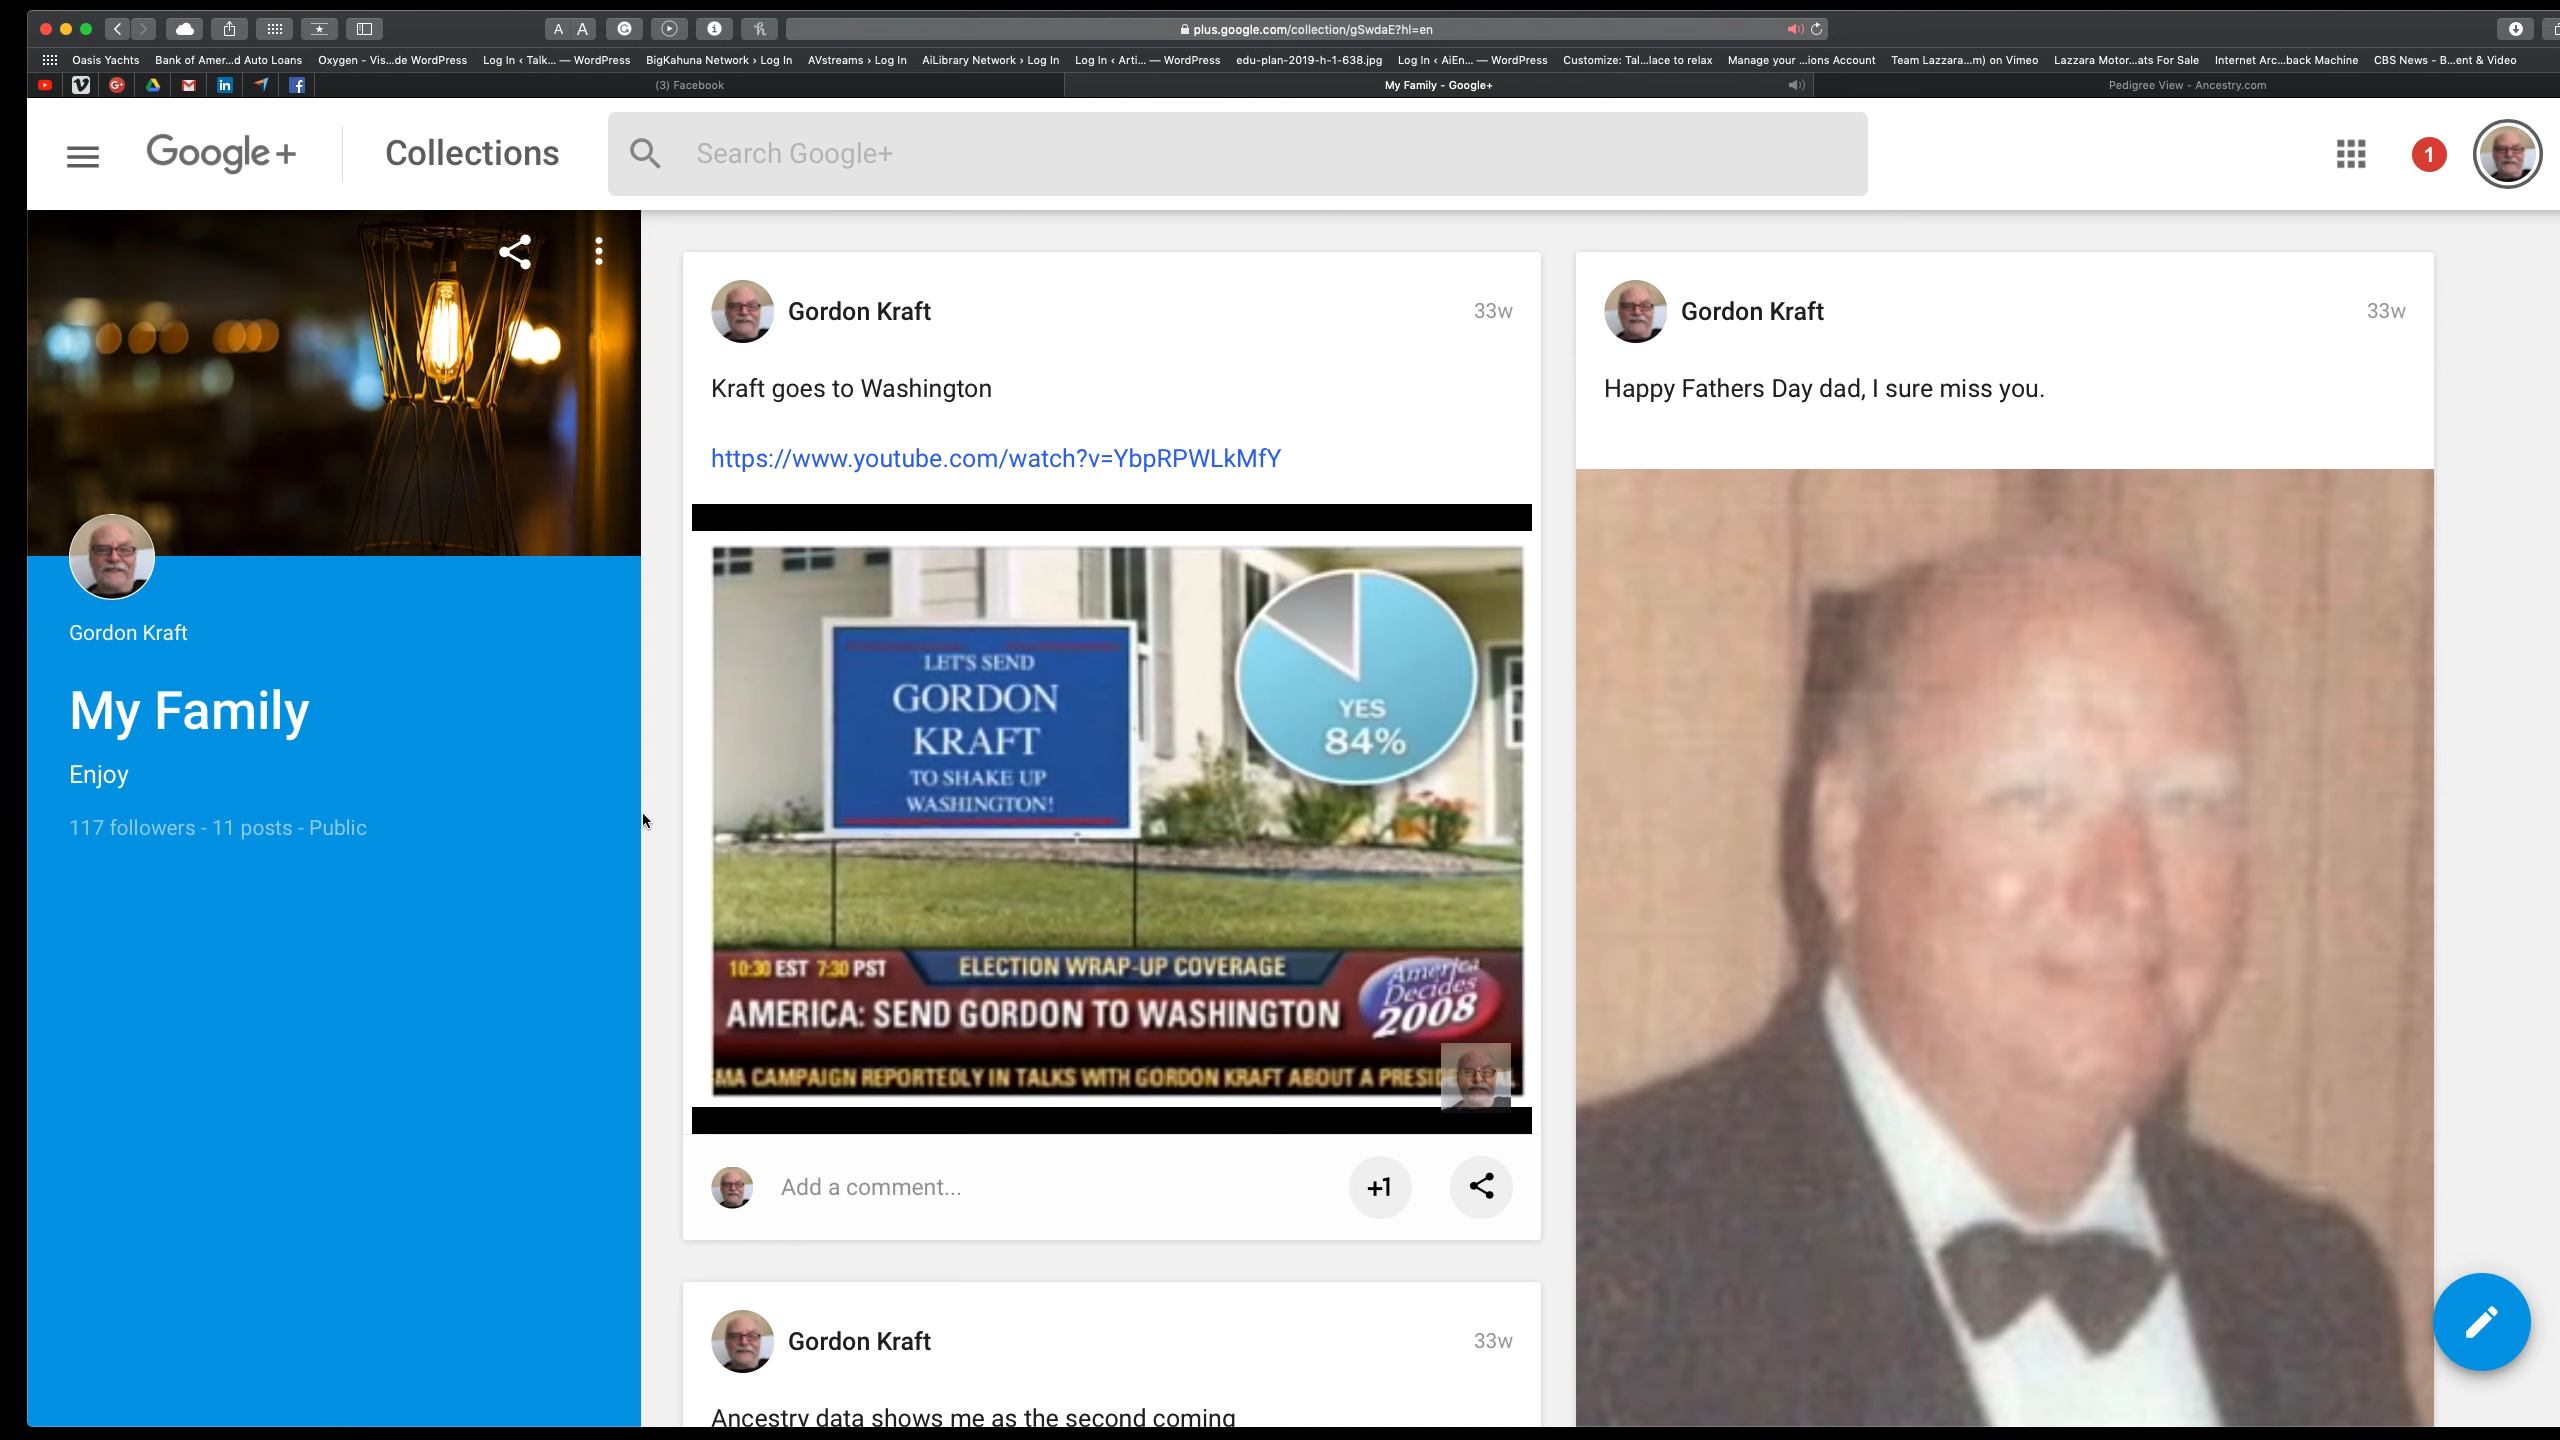 A A
plus.google.com/collection/gSwdaE?hl=en
Oasis Yachts Bank of Amer...d Auto Loans Oxygen - Vis...de WordPress Log In ‹ Talk... — WordPress BigKahuna Network › Log In AVstreams › Log In AiLibrary Network › Log In Log In ‹ Arti... — WordPress edu-plan-2019-h-1-638.jpg Log In ‹ AiEn... — WordPress Customize: Tal...lace to relax Manage your ...ions Account Team Lazzara...m) on Vimeo Lazzara Motor...ats For Sale Internet Arc...back Machine CBS News - B...ent & Video
(3) Facebook My Family - Google+ Pedigree View - Ancestry.com
Google+ Collections Search Google+ 1
Gordon Kraft
My Family
Enjoy
117 followers - 11 posts - Public
Gordon Kraft 33w
Kraft goes to Washington
https://www.youtube.com/watch?v=YbpRPWLkMfY
LET'S SEND
GORDON
KRAFT
TO SHAKE UP
WASHINGTON!
YES
84%
10:30 EST 7:30 PST ELECTION WRAP-UP COVERAGE
AMERICA: SEND GORDON TO WASHINGTON
America
Decides
2008
MA CAMPAIGN REPORTEDLY IN TALKS WITH GORDON KRAFT ABOUT A
Add a comment... +1
Gordon Kraft 33w
Ancestry data shows me as the second coming
Gordon Kraft 33w
Happy Fathers Day dad, I sure miss you.